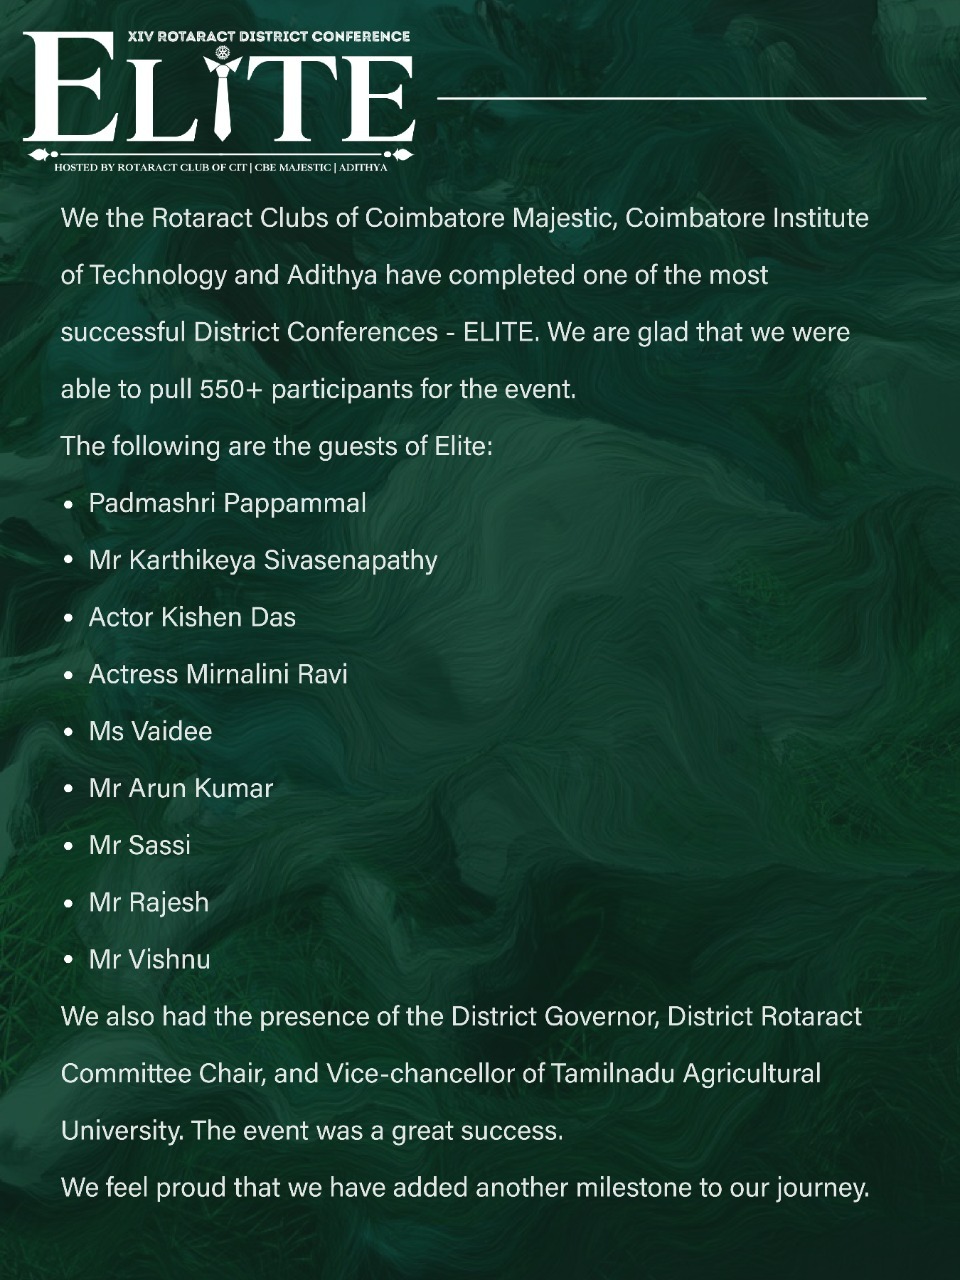 XIV ROTARACT DISTRICT CONFERENCE
ELiTE
HOSTED BY ROTARACT CLUB OF CIT | CBE MAJESTIC | ADITHYA
We the Rotaract Clubs of Coimbatore Majestic, Coimbatore Institute
of Technology and Adithya have completed one of the most
successful District Conferences - ELITE. We are glad that we were
able to pull 550+ participants for the event.
The following are the guests of Elite:
• Padmashri Pappammal
• Mr Karthikeya Sivasenapathy
• Actor Kishen Das
• Actress Mirnalini Ravi
• Ms Vaidee
• Mr Arun Kumar
• Mr Sassi
• Mr Rajesh
• Mr Vishnu
We also had the presence of the District Governor, District Rotaract
Committee Chair, and Vice-chancellor of Tamilnadu Agricultural
University. The event was a great success.
We feel proud that we have added another milestone to our journey.